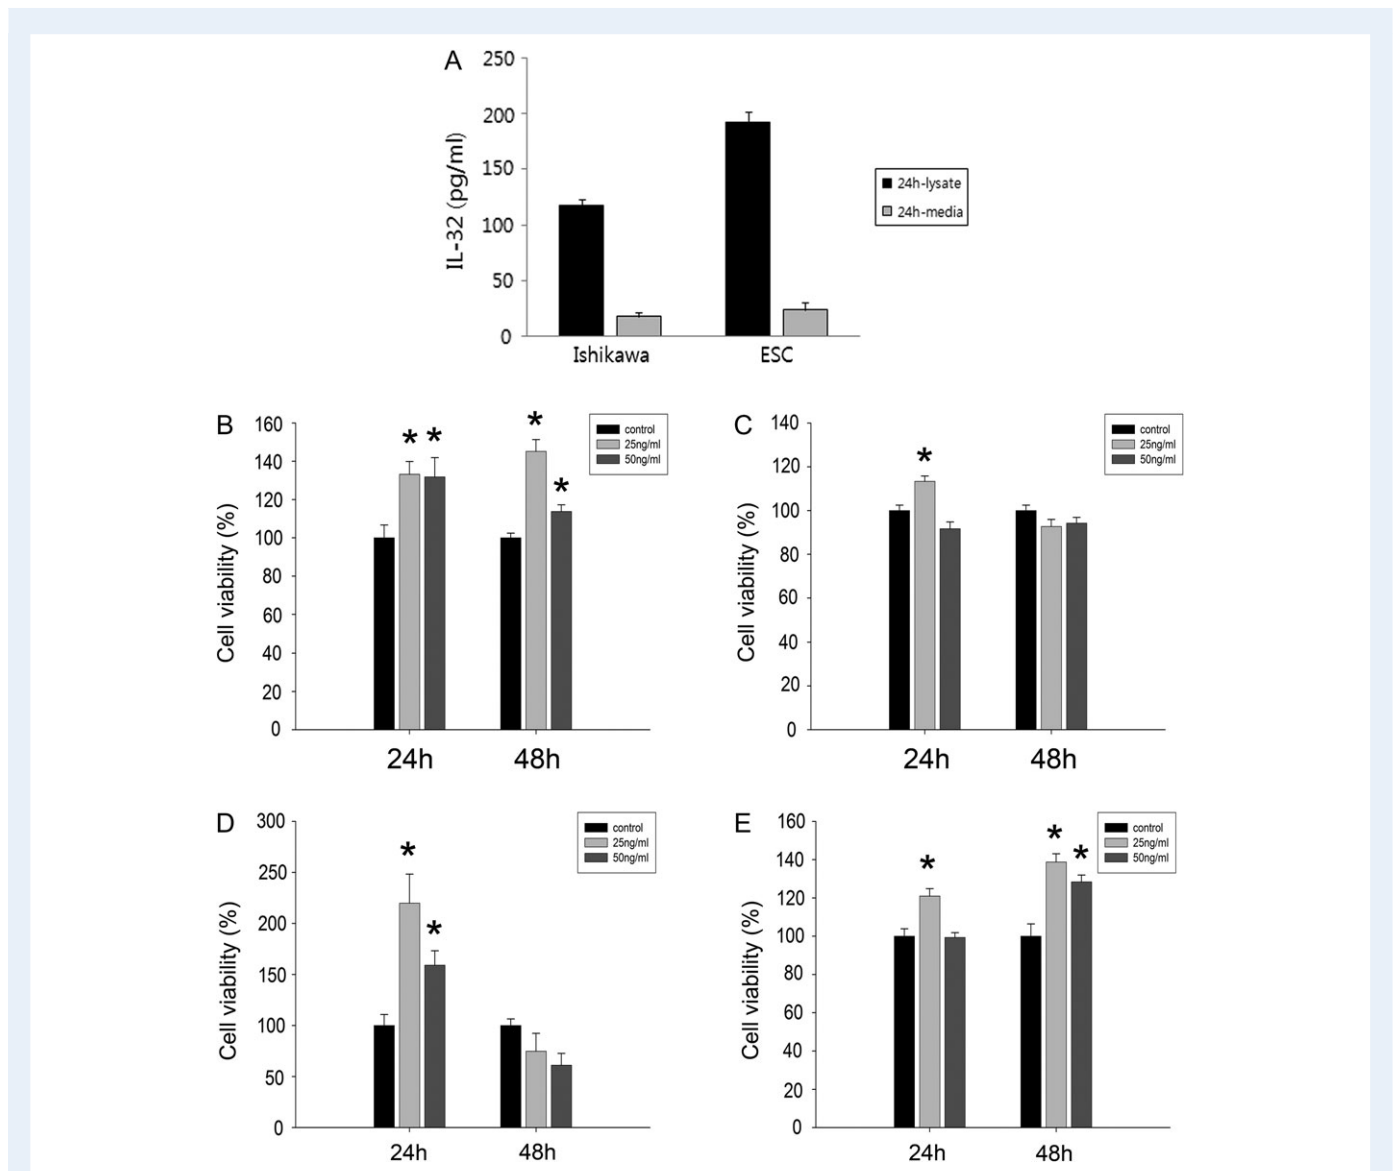 A
250
200
150
100
50
0
IL-32 (pg/ml)
Ishikawa
ESC
24h-lysate
24h-media
B
160
140
120
100
80
60
40
20
0
Cell viability (%)
* *
*
*
24h
48h
control
25ng/ml
50ng/ml
C
140
120
100
80
60
40
20
0
Cell viability (%)
*
24h
48h
control
25ng/ml
50ng/ml
D
300
250
200
150
100
50
0
Cell viability (%)
*
*
24h
48h
control
25ng/ml
50ng/ml
E
160
140
120
100
80
60
40
20
0
Cell viability (%)
*
*
*
24h
48h
control
25ng/ml
50ng/ml